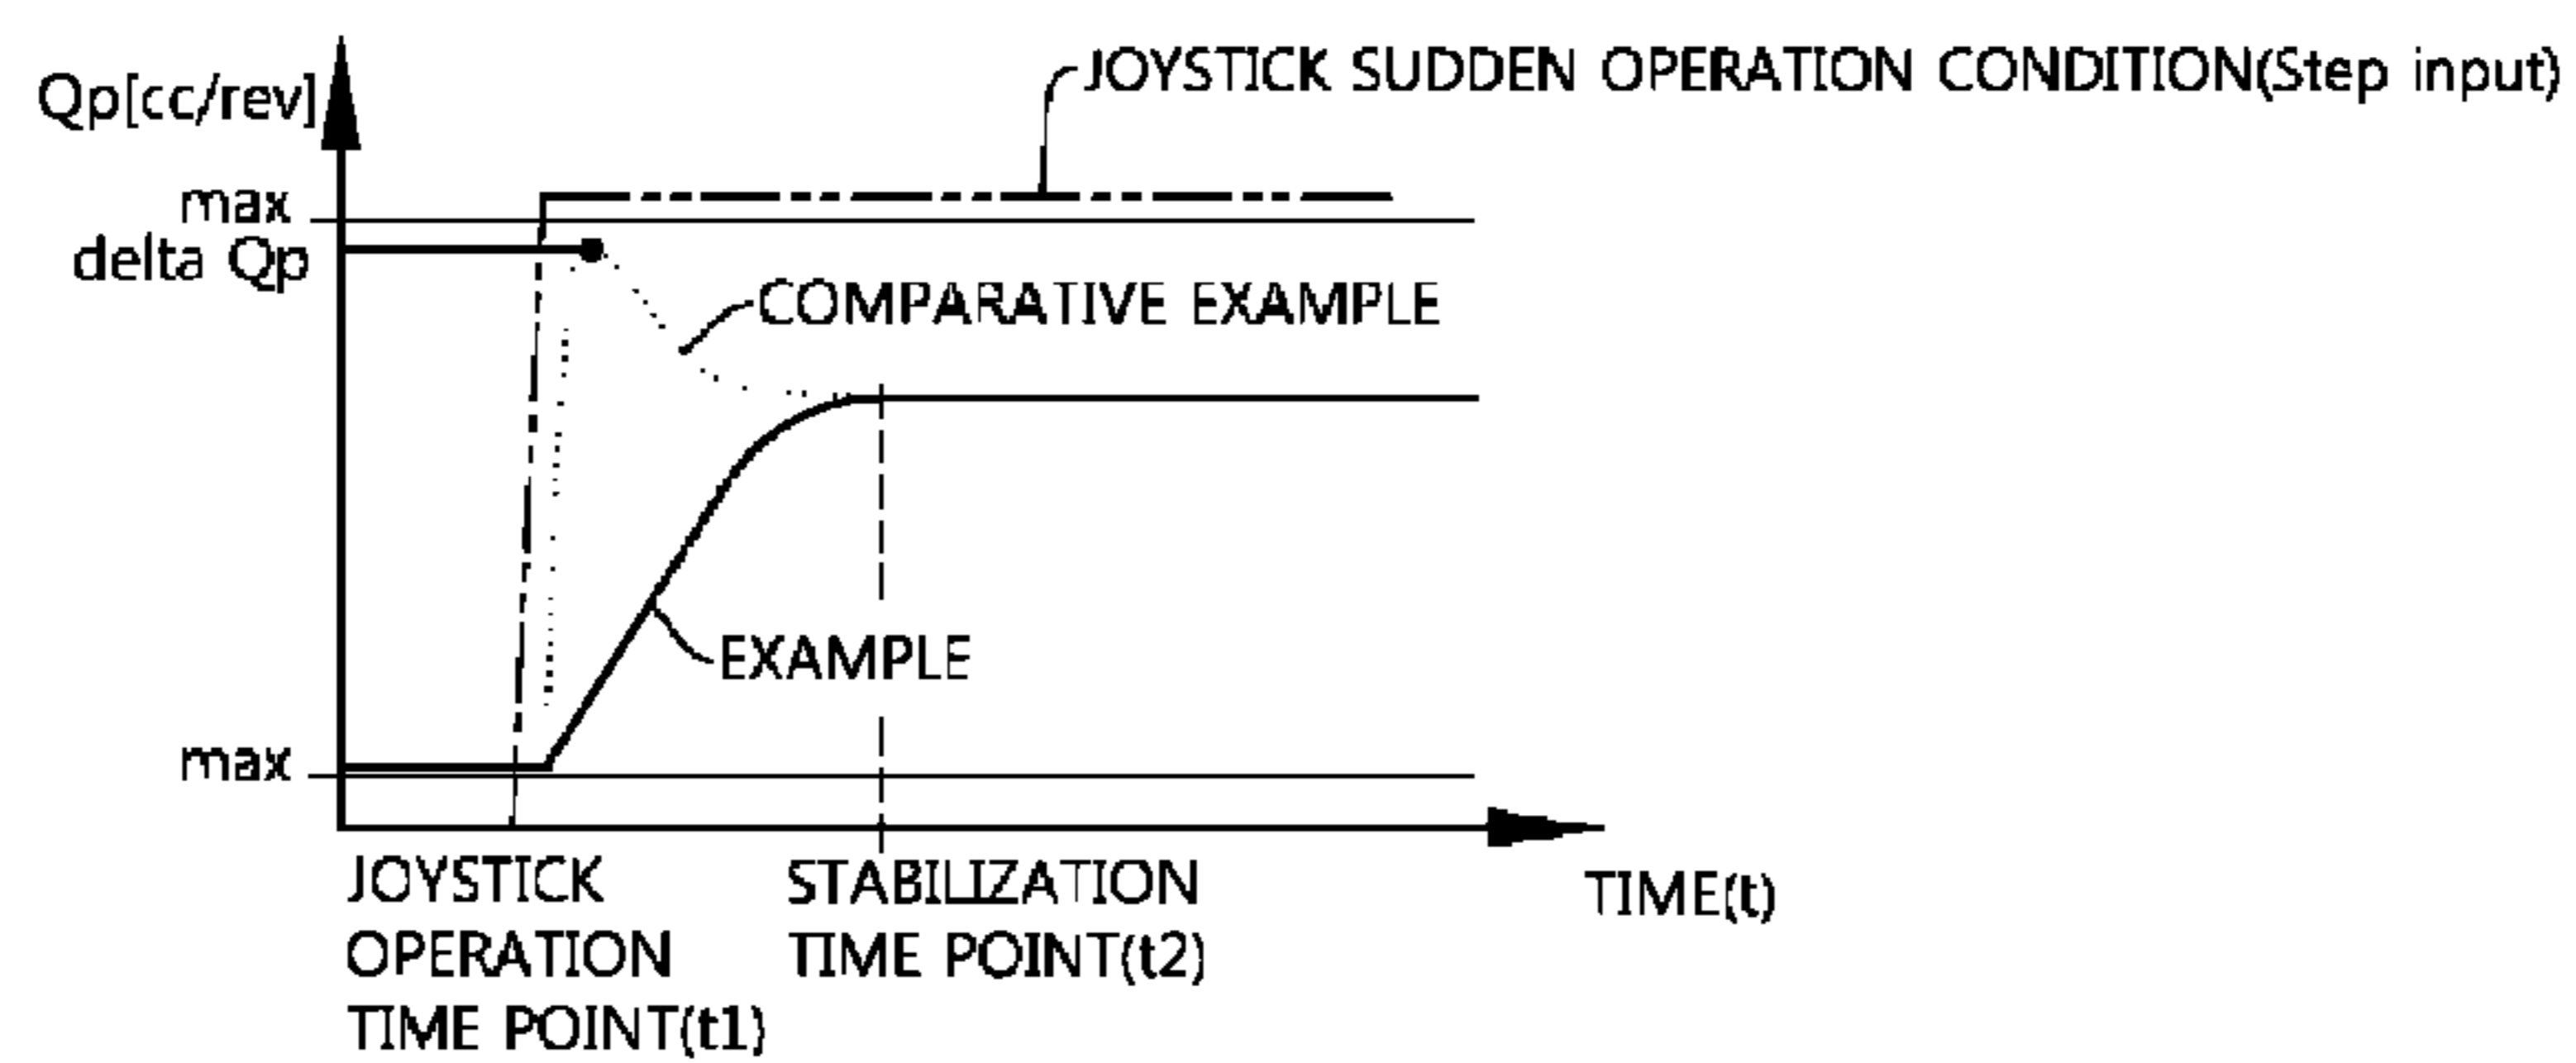 Qp[cc/rev]
JOYSTICK SUDDEN OPERATION CONDITION(Step input)
max
delta Qp
COMPARATIVE EXAMPLE
EXAMPLE
max
JOYSTICK
OPERATION
TIME POINT(t1)
STABILIZATION
TIME POINT(t2)
TIME(t)